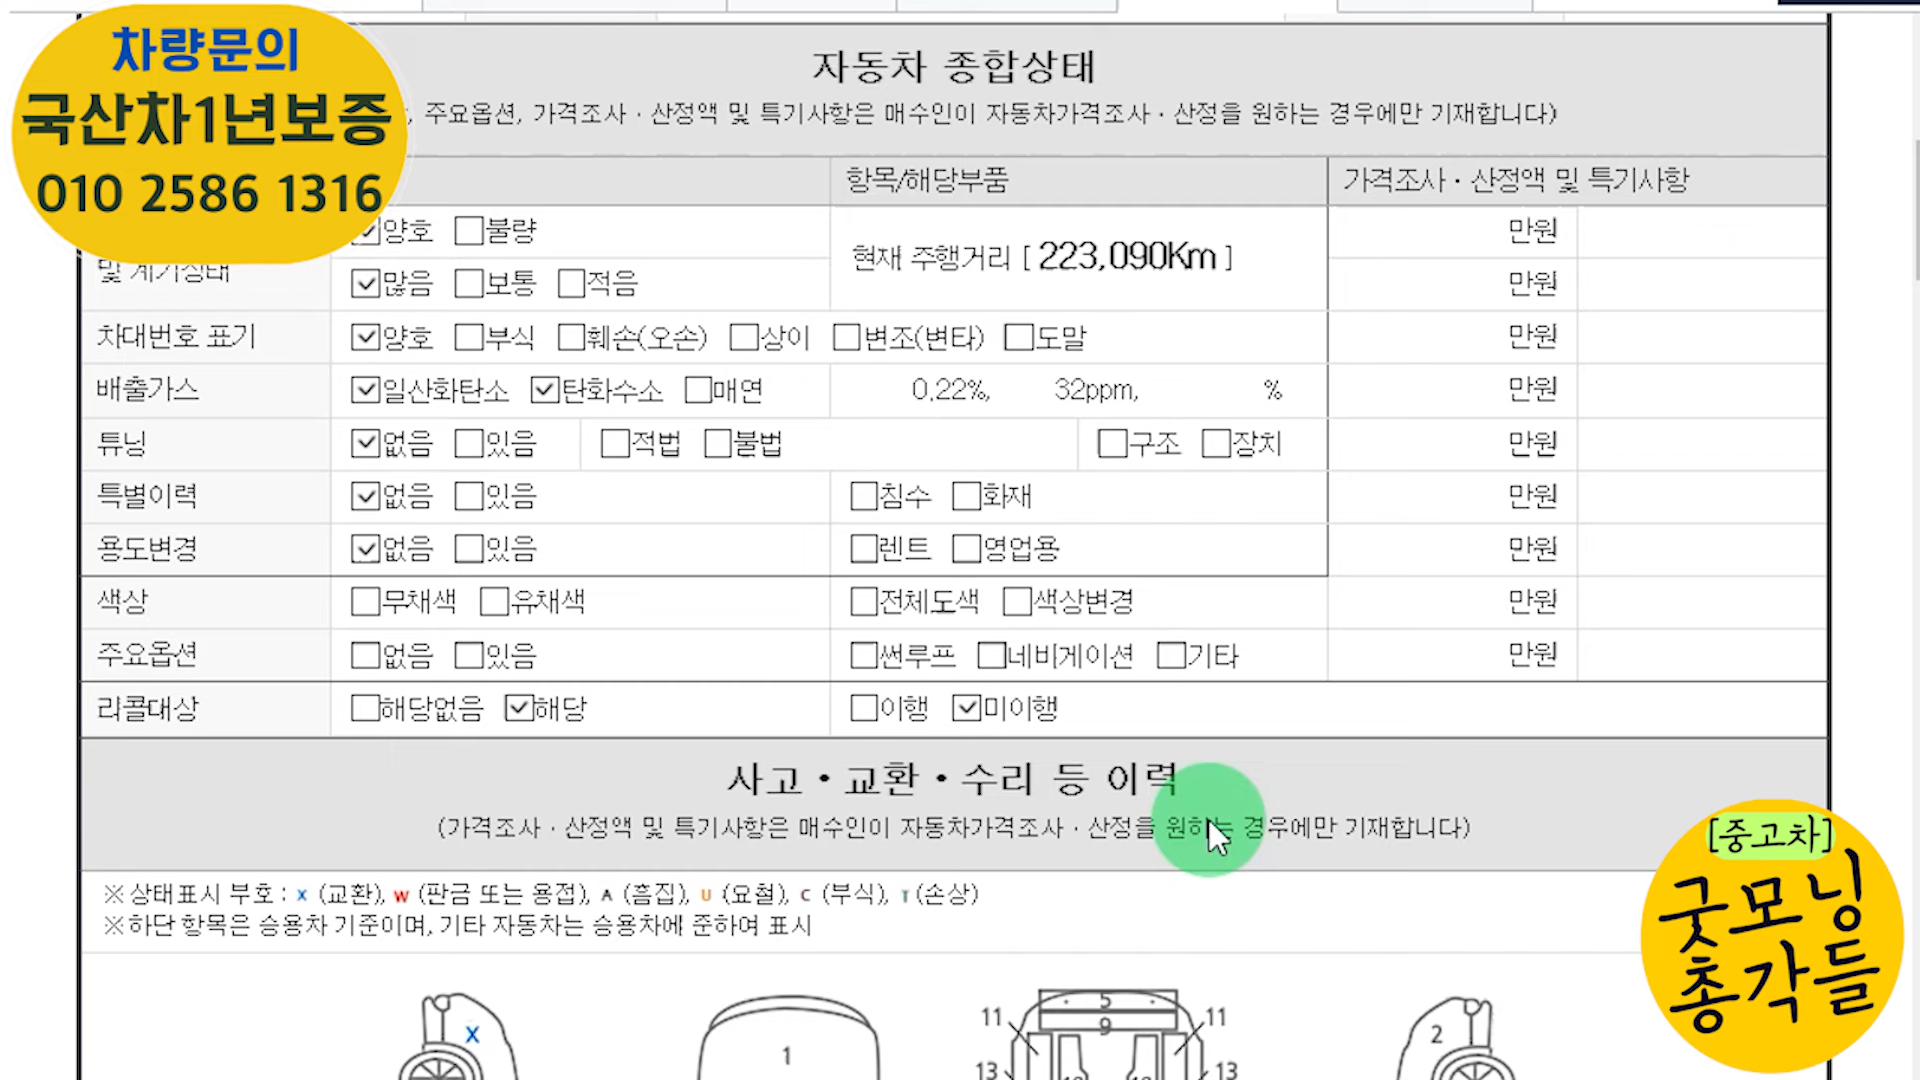 차량문의
국산차1년보증
010 2586 1316
자동차 종합상태
, 주요옵션, 가격조사 · 산정액 및 특기사항은 매수인이 자동차가격조사 · 산정을 원하는 경우에만 기재합니다)
항목/해당부품 가격조사 · 산정액 및 특기사항
양호 불량 현재 주행거리 [ 223,090Km ] 만원
및 계기상태 많음 보통 적음 만원
차대번호 표기 양호 부식 훼손(오손) 상이 변조(변타) 도말 만원
배출가스 일산화탄소 탄화수소 매연 0.22%, 32ppm, % 만원
튜닝 없음 있음 적법 불법 구조 장치 만원
특별이력 없음 있음 침수 화재 만원
용도변경 없음 있음 렌트 영업용 만원
색상 무채색 유채색 전체도색 색상변경 만원
주요옵션 없음 있음 썬루프 네비게이션 기타 만원
리콜대상 해당없음 해당 이행 미이행
사고 • 교환 • 수리 등 이력
(가격조사 · 산정액 및 특기사항은 매수인이 자동차가격조사 · 산정을 원하는 경우에만 기재합니다)
※ 상태표시 부호 : X (교환), W (판금 또는 용접), A (흠집), U (요철), C (부식), T (손상)
※ 하단 항목은 승용차 기준이며, 기타 자동차는 승용차에 준하여 표시
X 1 11 5 9 11 13 13 2
[중고차]
굿모닝
총각들